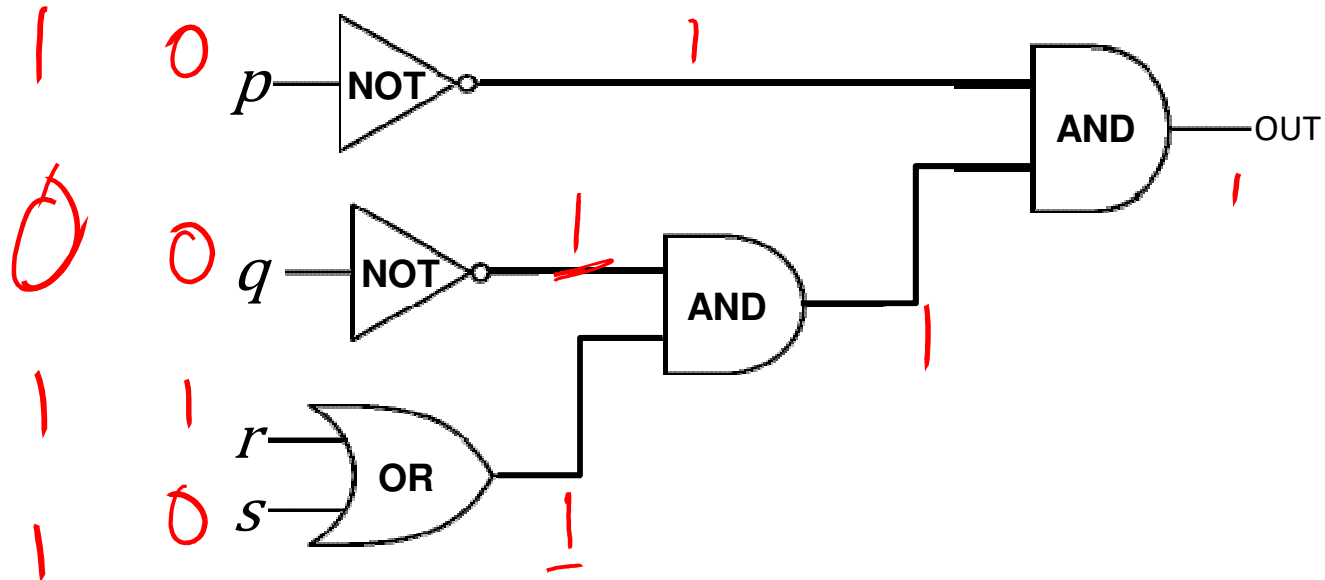 1 0 p NOT 1
AND OUT
1
0 0 q NOT 1
AND
1
1 1 r
OR
1 0 s
1